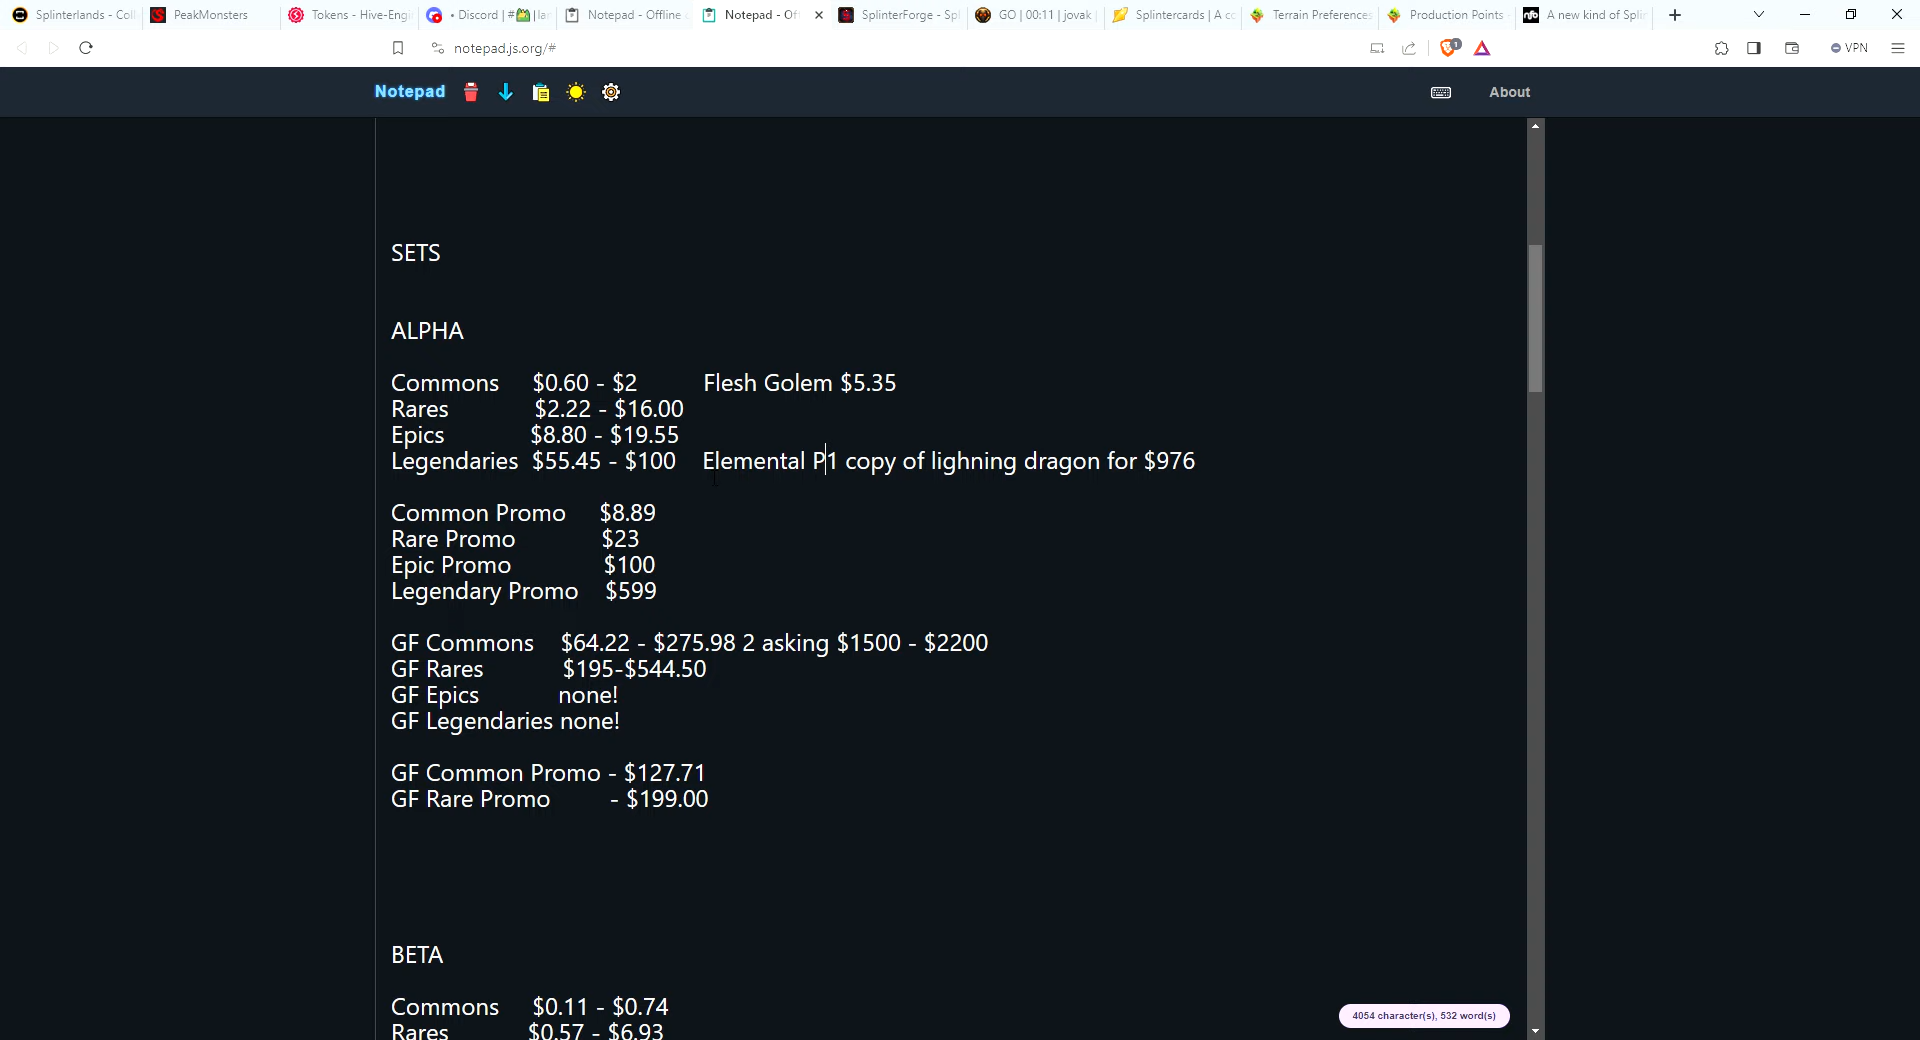 Splinterlands - Coll
PeakMonsters
Tokens - Hive-Engi
• Discord | #
|lar
Notepad - Offline
Notepad - Of
SplinterForge - Spl
GO | 00:11 | jovak
Splintercards | A cc
Terrain Preferences
Production Points
A new kind of Splin
notepad.js.org/#
1
VPN
Notepad
About
SETS
ALPHA
Commons $0.60 - $2 Flesh Golem $5.35
Rares $2.22 - $16.00
Epics $8.80 - $19.55
Legendaries $55.45 - $100 Elemental P1 copy of lighning dragon for $976
Common Promo $8.89
Rare Promo $23
Epic Promo $100
Legendary Promo $599
GF Commons $64.22 - $275.98 2 asking $1500 - $2200
GF Rares $195-$544.50
GF Epics none!
GF Legendaries none!
GF Common Promo - $127.71
GF Rare Promo - $199.00
BETA
Commons $0.11 - $0.74
Rares $0.57 - $6.93
4054 character(s), 532 word(s)